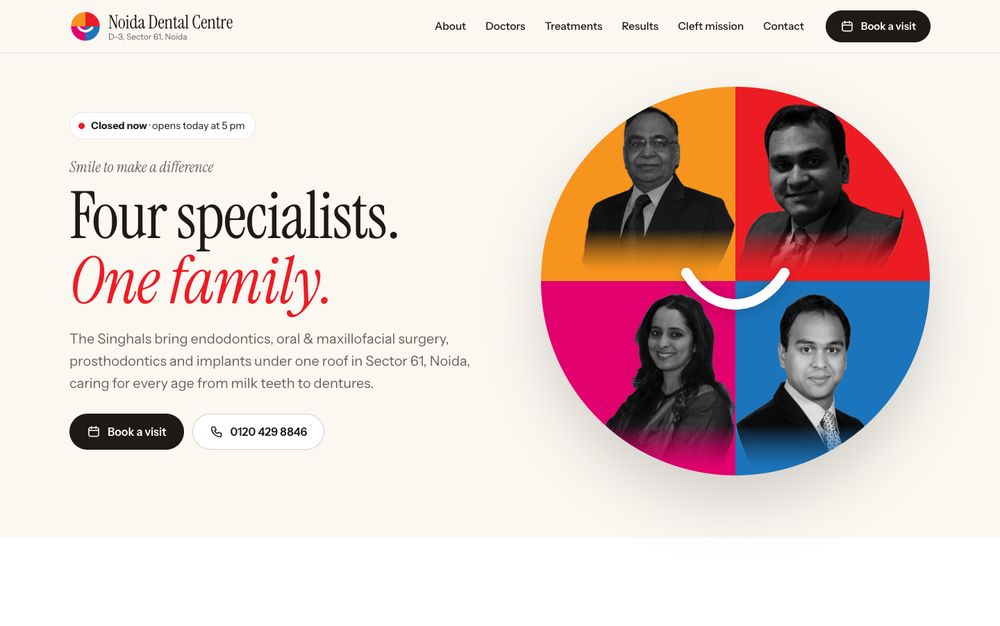 Noida Dental Centre
D-3, Sector 61, Noida
About
Doctors
Treatments
Results
Cleft mission
Contact
Book a visit
Closed now · opens today at 5 pm
Smile to make a difference
Four specialists.
One family.
The Singhals bring endodontics, oral & maxillofacial surgery,
prosthodontics and implants under one roof in Sector 61, Noida,
caring for every age from milk teeth to dentures.
Book a visit
0120 429 8846